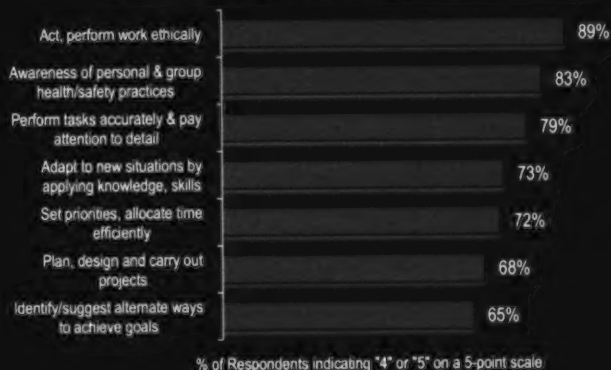 Act, perform work ethically
89%
Awareness of personal & group
health/safety practices
83%
Perform tasks accurately & pay
attention to detail
79%
Adapt to new situations by
applying knowledge, skills
73%
Set priorities, allocate time
efficiently
72%
Plan, design and carry out
projects
68%
Identify/suggest alternate ways
to achieve goals
65%
% of Respondents indicating "4" or "5" on a 5-point scale